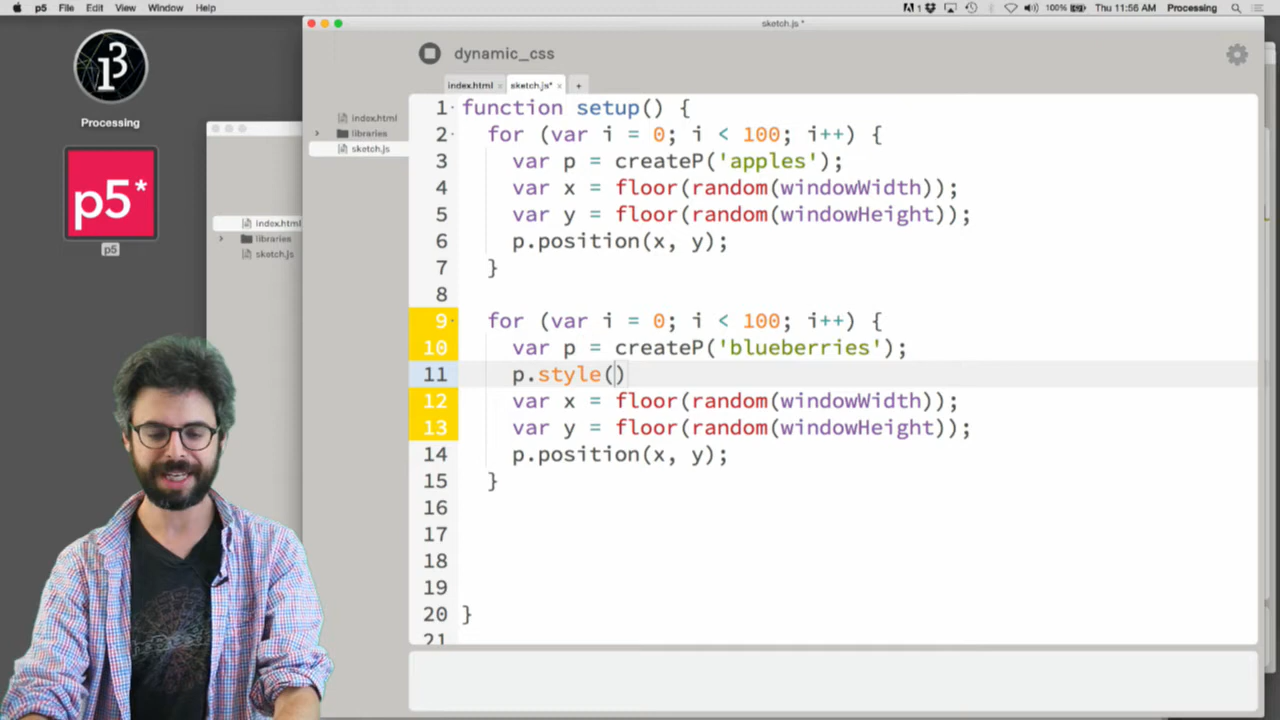 p5 File Edit View Window Help
1 100% Thu 11:56 AM Processing
sketch.js *
dynamic_css
index.html × sketch.js* × +
Processing
p5*
p5
index.html
libraries
sketch.js
index.html
libraries
sketch.js
1 function setup() {
2 for (var i = 0; i < 100; i++) {
3 var p = createP('apples');
4 var x = floor(random(windowWidth));
5 var y = floor(random(windowHeight));
6 p.position(x, y);
7 }
8
9 for (var i = 0; i < 100; i++) {
10 var p = createP('blueberries');
11 p.style()
12 var x = floor(random(windowWidth));
13 var y = floor(random(windowHeight));
14 p.position(x, y);
15 }
16
17
18
19
20 }
21